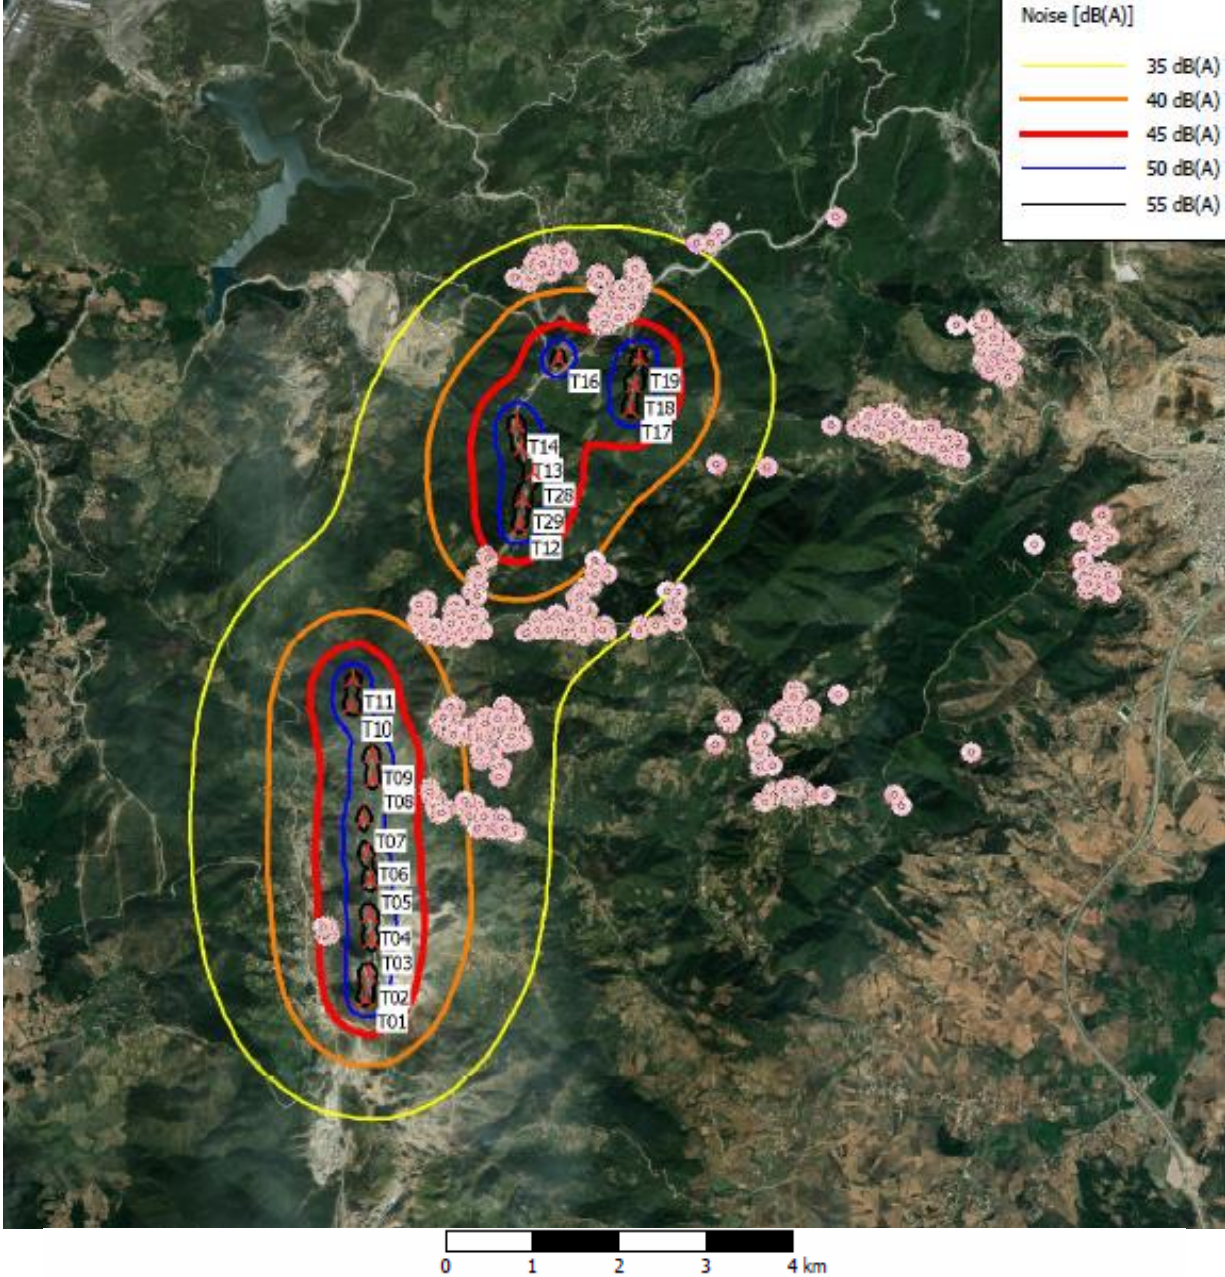 Noise [dB(A)]
35 dB(A)
40 dB(A)
45 dB(A)
50 dB(A)
55 dB(A)
T16
T19
T18
T17
T14
T13
T28
T29
T12
T11
T10
T09
T08
T07
T06
T05
T04
T03
T02
T01
0 1 2 3 4 km